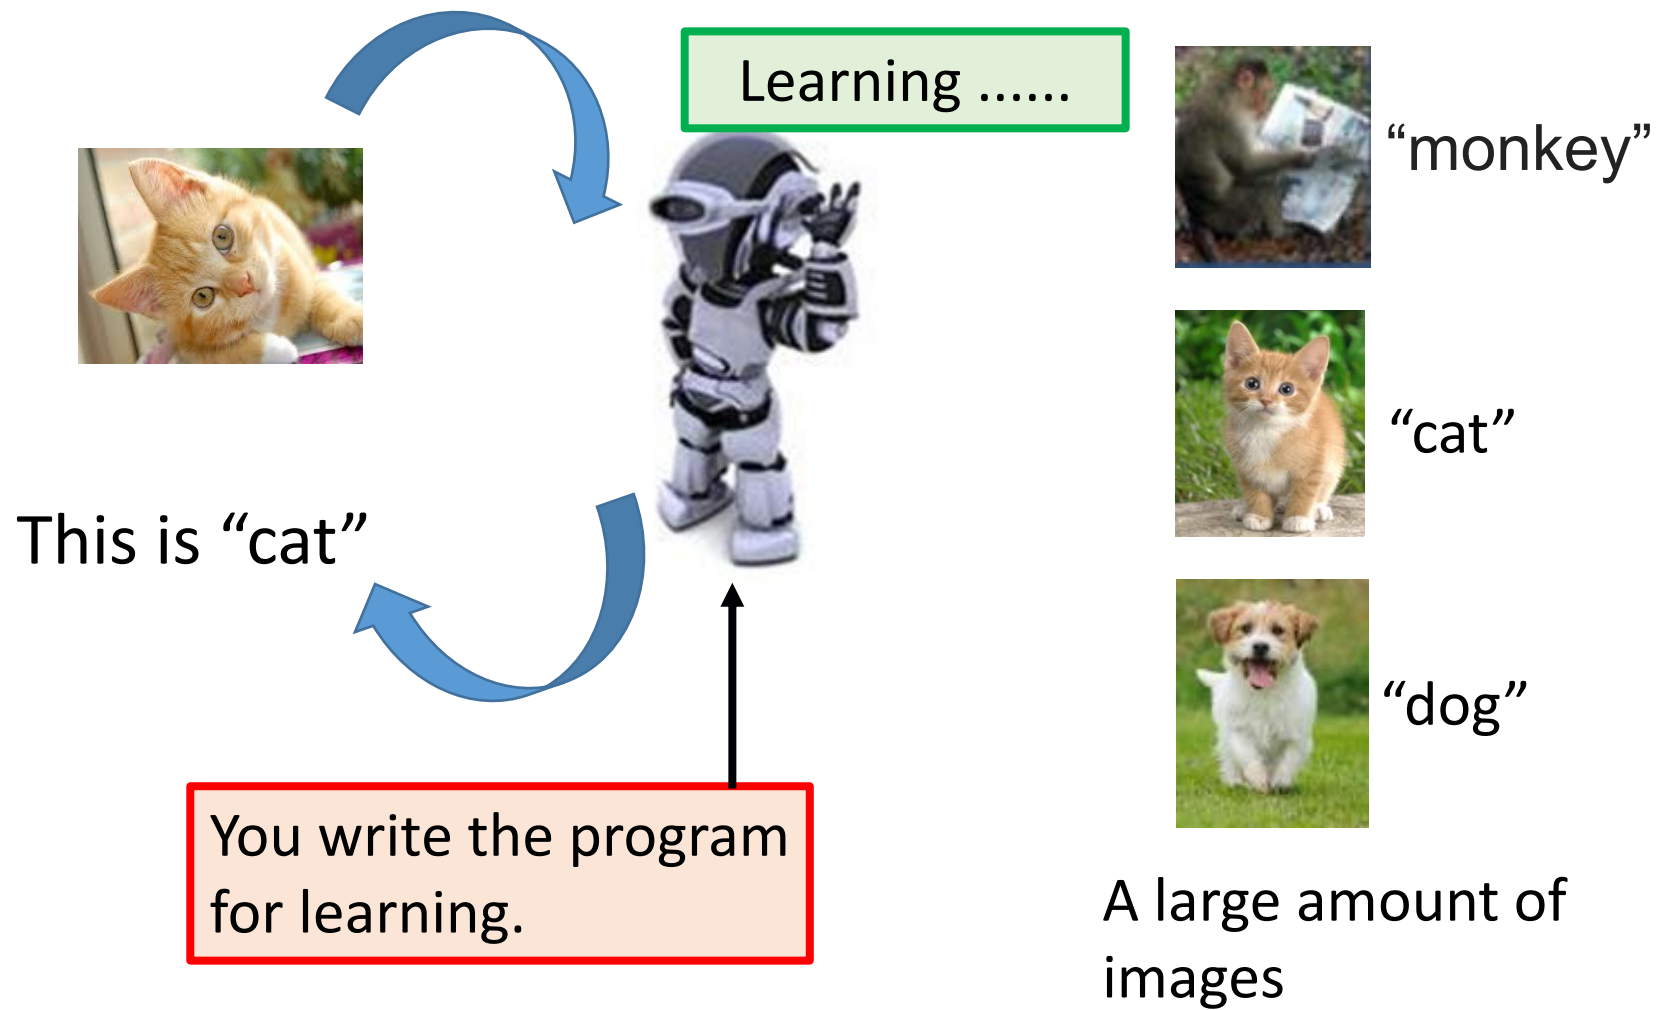 Learning ......
“monkey”
“cat”
This is “cat”
“dog”
You write the program
for learning.
A large amount of
images